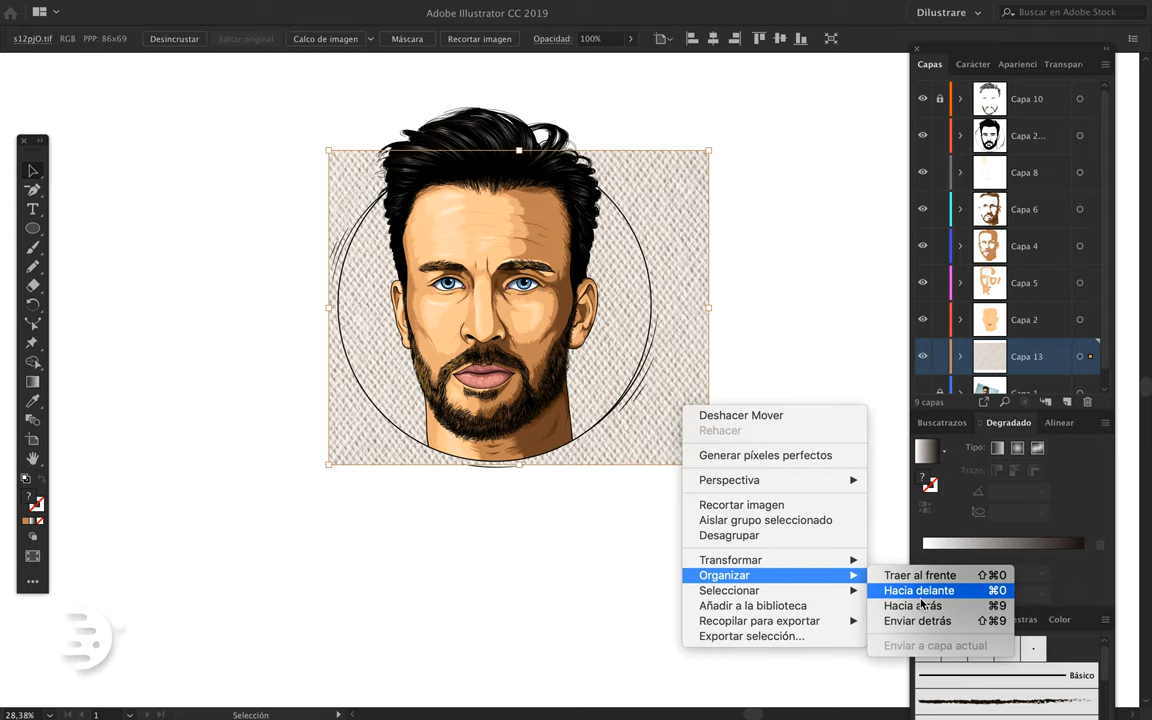 Adobe Illustrator CC 2019
Dilustrare
Buscar en Adobe Stock
s12pjO.tif RGB PPP: 86x69 Desincrustar Editar original Calco de imagen Máscara Recortar imagen Opacidad: 100%
Capas Carácter Aparienci Transpar
Capa 10
Capa 2...
Capa 8
Capa 6
Capa 4
Capa 5
Capa 2
Capa 13
9 capas
Buscatrazos Degradado Alinear
Tipo:
Trazo:
Deshacer Mover
Rehacer
Generar píxeles perfectos
Perspectiva
Recortar imagen
Aislar grupo seleccionado
Desagrupar
Transformar
Organizar
Seleccionar
Añadir a la biblioteca
Recopilar para exportar
Exportar selección...
Traer al frente ⇧⌘0
Hacia delante ⌘0
Hacia atrás ⌘9
Enviar detrás ⇧⌘9
Enviar a capa actual
estras Color
Básico
28,38% 1 Selección